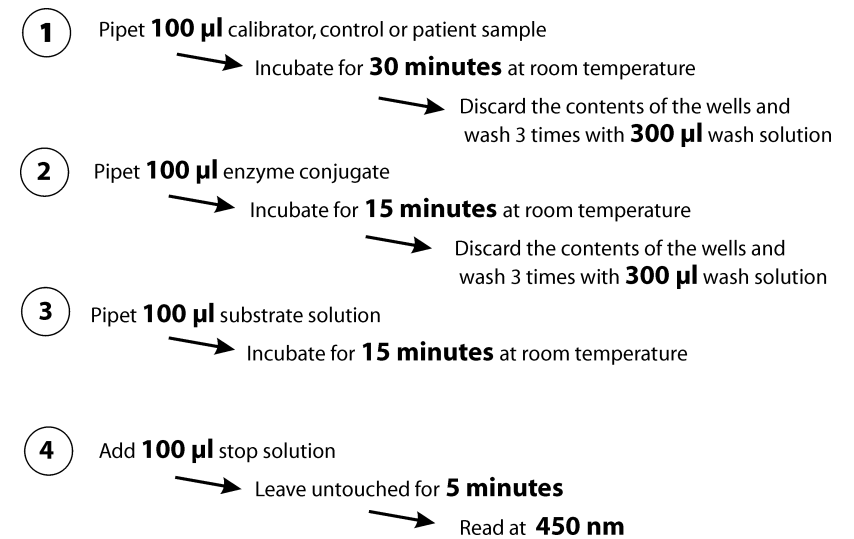 1 Pipet 100 µl calibrator, control or patient sample
Incubate for 30 minutes at room temperature
Discard the contents of the wells and
wash 3 times with 300 µl wash solution
2 Pipet 100 µl enzyme conjugate
Incubate for 15 minutes at room temperature
Discard the contents of the wells and
wash 3 times with 300 µl wash solution
3 Pipet 100 µl substrate solution
Incubate for 15 minutes at room temperature
4 Add 100 µl stop solution
Leave untouched for 5 minutes
Read at 450 nm